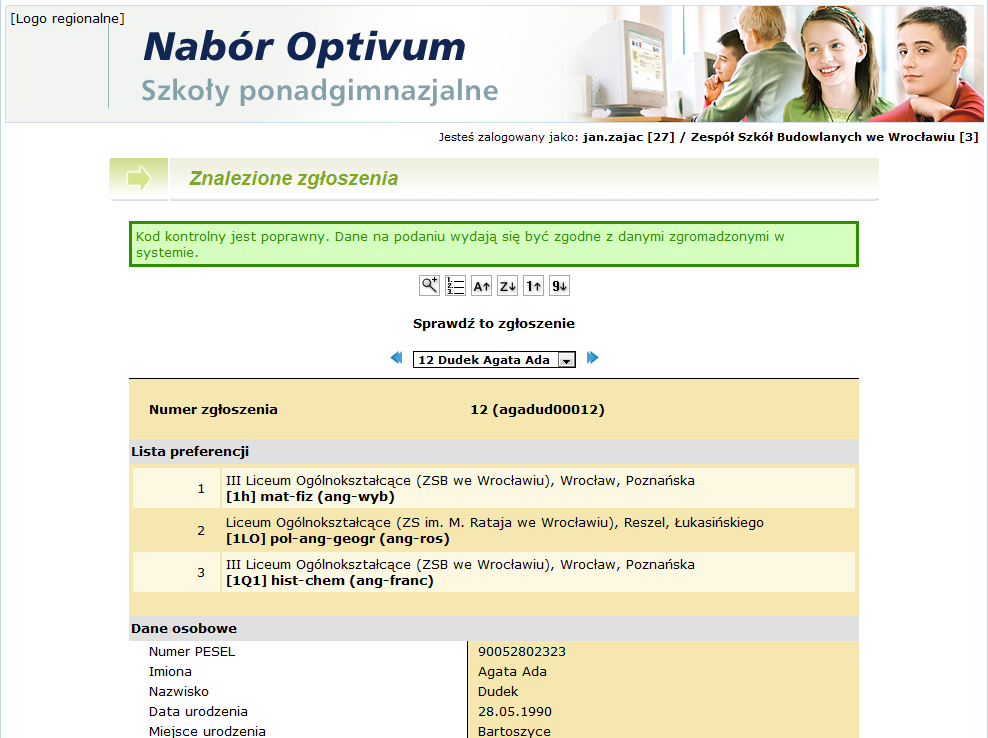 [Logo regionalne]
Nabór Optivum
Szkoły ponadgimnazjalne
Jesteś zalogowany jako: jan.zajac [27] / Zespół Szkół Budowlanych we Wrocławiu [3]
Znalezione zgłoszenia
Kod kontrolny jest poprawny. Dane na podaniu wydają się być zgodne z danymi zgromadzonymi w
systemie.
A Z 1 9
Sprawdź to zgłoszenie
12 Dudek Agata Ada
Numer zgłoszenia 12 (agadud00012)
Lista preferencji
1 III Liceum Ogólnokształcące (ZSB we Wrocławiu), Wrocław, Poznańska
[1h] mat-fiz (ang-wyb)
2 Liceum Ogólnokształcące (ZS im. M. Rataja we Wrocławiu), Reszel, Łukasińskiego
[1LO] pol-ang-geogr (ang-ros)
3 III Liceum Ogólnokształcące (ZSB we Wrocławiu), Wrocław, Poznańska
[1Q1] hist-chem (ang-franc)
Dane osobowe
Numer PESEL 90052802323
Imiona Agata Ada
Nazwisko Dudek
Data urodzenia 28.05.1990
Miejsce urodzenia Bartoszyce